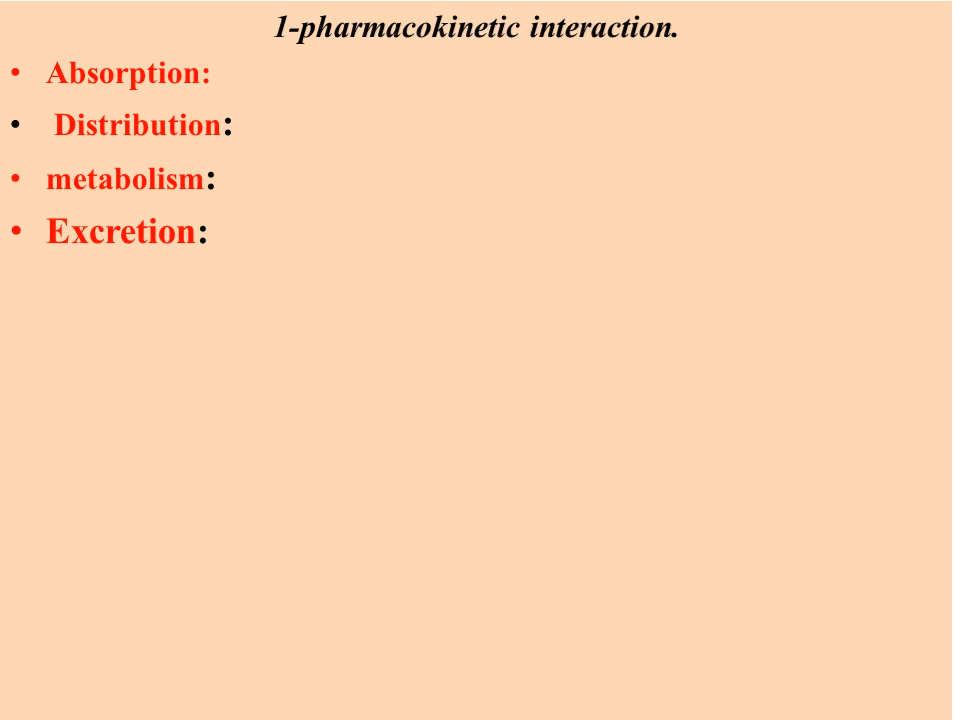 1-pharmacokinetic interaction.
• Absorption:
• Distribution:
• metabolism:
• Excretion: